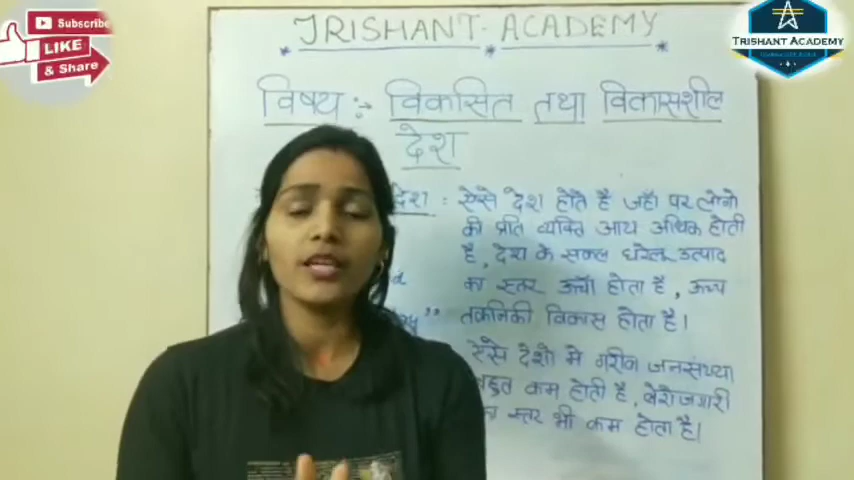 Subscribe
LIKE
& Share
TRISHANT ACADEMY
TRISHANT- ACADEMY
विषय :→ विकसित तथा विकासशील
देश
देश : ऐसे देश होते है जहाँ पर लोगो
की प्रति व्यक्ति आय अधिक होती
है, देश के सकल घरेलू उत्पाद
का स्तर ऊँचा होता है, उच्च
तकनिकी विकास होता है।
ऐसे देशो मे गरीब जनसंख्या
बहुत कम होती है, बेरोजगारी
का स्तर भी कम होता है।